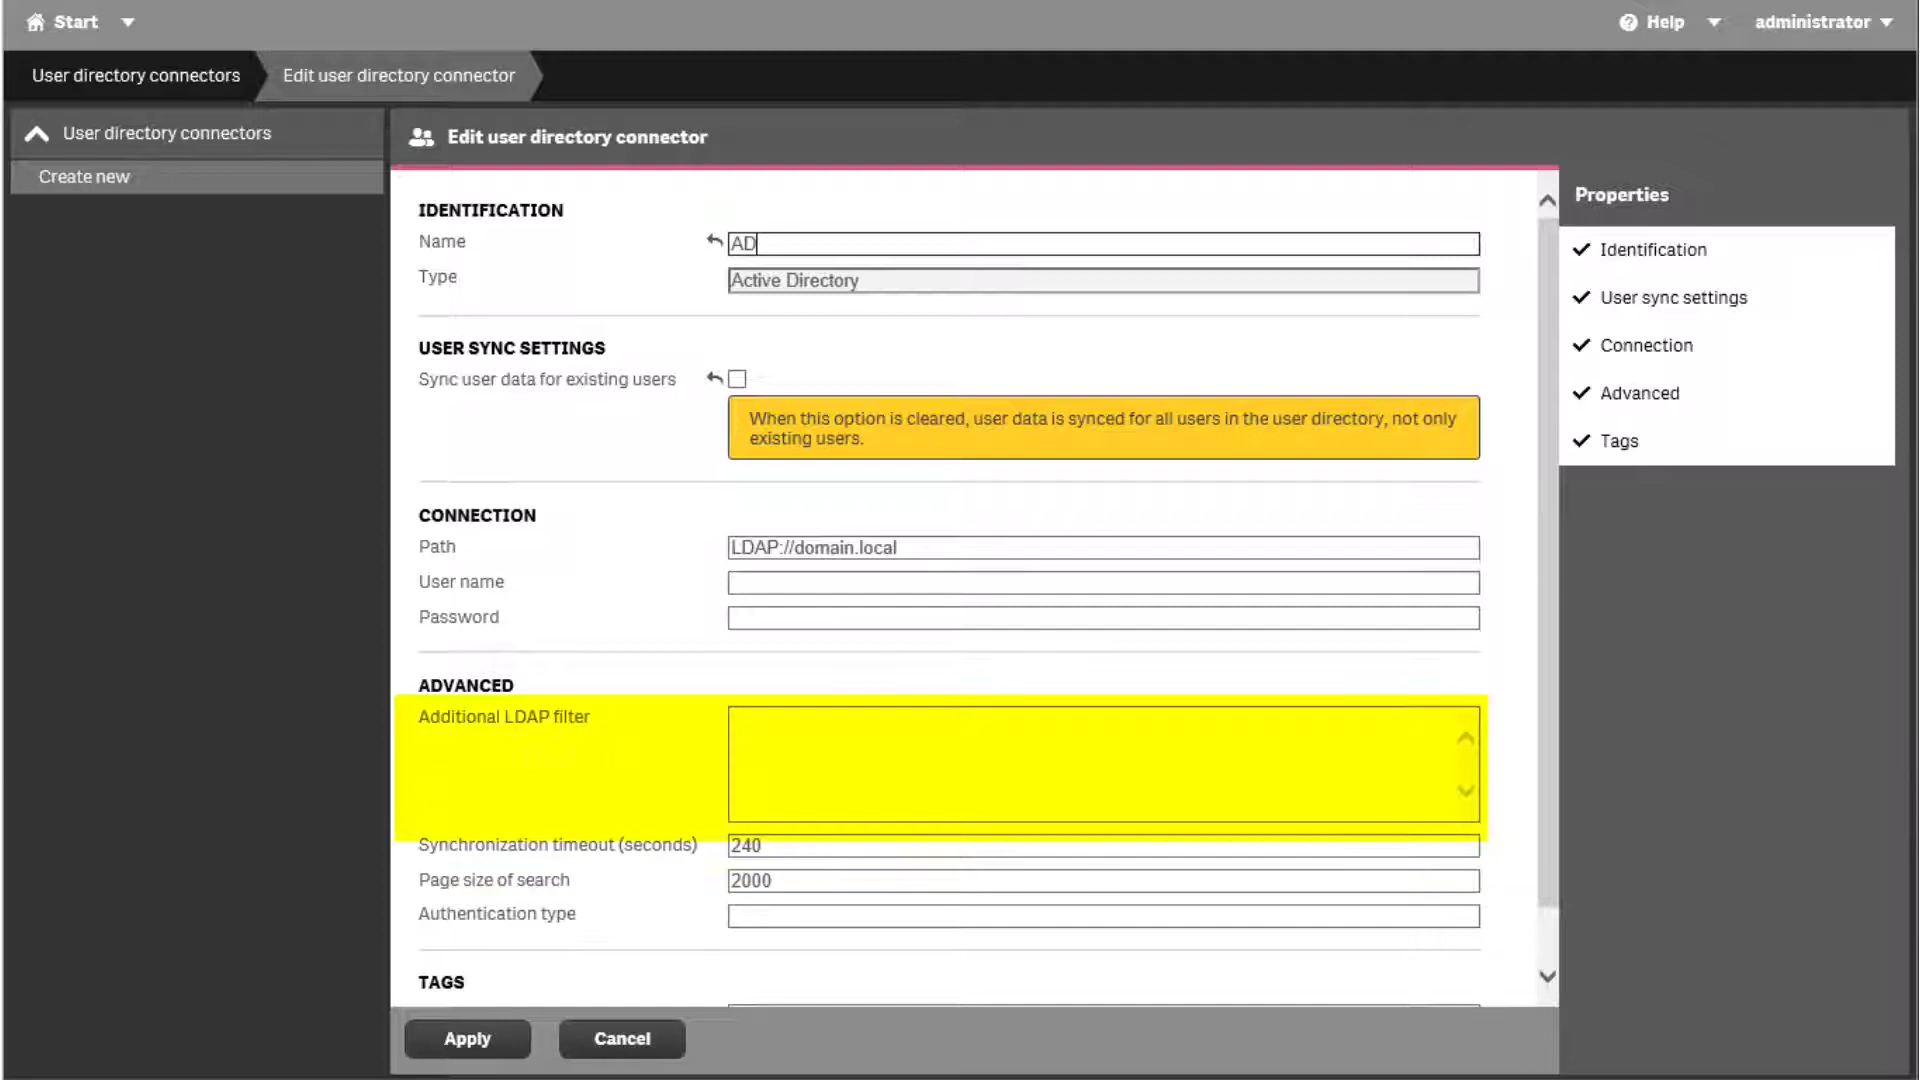 Start
Help
administrator
User directory connectors
Edit user directory connector
User directory connectors
Create new
Edit user directory connector
IDENTIFICATION
Name
AD
Type
Active Directory
USER SYNC SETTINGS
Sync user data for existing users
When this option is cleared, user data is synced for all users in the user directory, not only
existing users.
CONNECTION
Path
LDAP://domain.local
User name
Password
ADVANCED
Additional LDAP filter
Synchronization timeout (seconds)
240
Page size of search
2000
Authentication type
TAGS
Apply
Cancel
Properties
Identification
User sync settings
Connection
Advanced
Tags